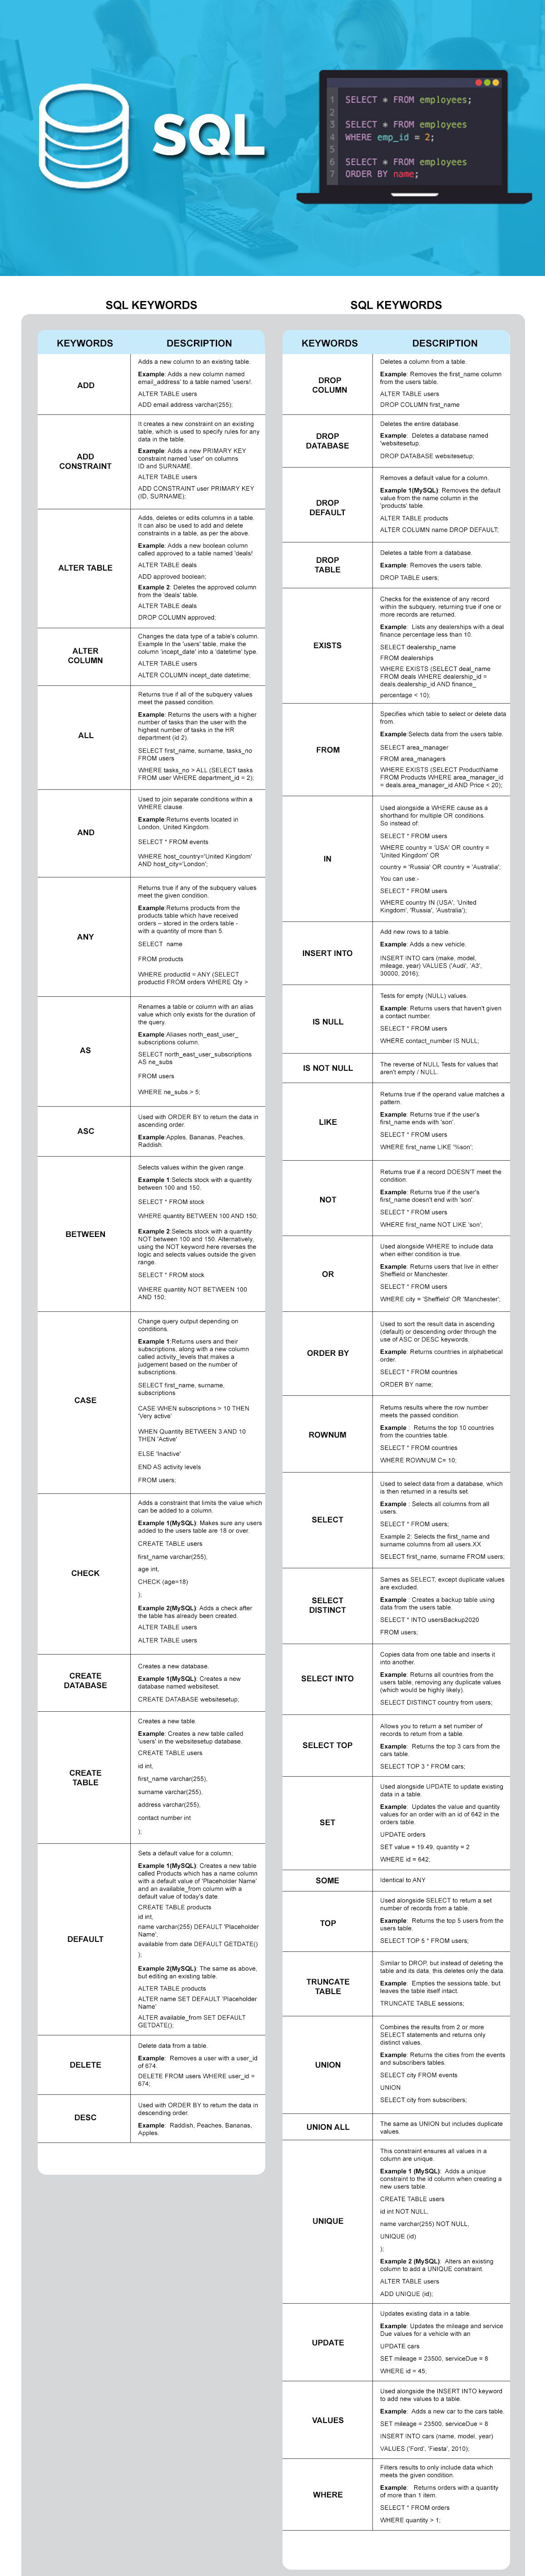 SQL
1 SELECT * FROM employees;
2
3 SELECT * FROM employees
4 WHERE emp_id = 2;
5
6 SELECT * FROM employees
7 ORDER BY name;
SQL KEYWORDS
KEYWORDS DESCRIPTION
ADD
Adds a new column to an existing table.
Example: Adds a new column named
email_address' to a table named 'users!.
ALTER TABLE users
ADD email address varchar(255);
ADD
CONSTRAINT
It creates a new constraint on an existing
table, which is used to specify rules for any
data in the table.
Example: Adds a new PRIMARY KEY
constraint named 'user' on columns
ID and SURNAME.
ALTER TABLE users
ADD CONSTRAINT user PRIMARY KEY
(ID, SURNAME);
ALTER TABLE
Adds, deletes or edits columns in a table.
It can also be used to add and delete
constraints in a table, as per the above.
Example: Adds a new boolean column
called approved to a table named 'deals!
ALTER TABLE deals
ADD approved boolean;
Example 2: Deletes the approved column
from the 'deals' table.
ALTER TABLE deals
DROP COLUMN approved;
ALTER
COLUMN
Changes the data type of a table's column.
Example In the 'users' table, make the
column 'incept_date' into a 'datetime' type.
ALTER TABLE users
ALTER COLUMN incept_date datetime;
ALL
Returns true if all of the subquery values
meet the passed condition.
Example: Returns the users with a higher
number of tasks than the user with the
highest number of tasks in the HR
department (id 2).
SELECT first_name, surname, tasks_no
FROM users
WHERE tasks_no > ALL (SELECT tasks
FROM user WHERE department_id = 2);
AND
Used to join separate conditions within a
WHERE clause.
Example:Returns events located in
London, United Kingdom.
SELECT * FROM events
WHERE host_country='United Kingdom'
AND host_city='London';
ANY
Returns true if any of the subquery values
meet the given condition.
Example:Returns products from the
products table which have received
orders – stored in the orders table -
with a quantity of more than 5.
SELECT name
FROM products
WHERE productId = ANY (SELECT
productId FROM orders WHERE Qty >
AS
Renames a table or column with an alias
value which only exists for the duration of
the query.
Example:Aliases north_east_user_
subscriptions column.
SELECT north_east_user_subscriptions
AS ne_subs
FROM users
WHERE ne_subs > 5;
ASC
Used with ORDER BY to return the data in
ascending order.
Example:Apples, Bananas, Peaches,
Raddish.
BETWEEN
Selects values within the given range.
Example 1:Selects stock with a quantity
between 100 and 150.
SELECT * FROM stock
WHERE quantity BETWEEN 100 AND 150;
Example 2:Selects stock with a quantity
NOT between 100 and 150. Alternatively,
using the NOT keyword here reverses the
logic and selects values outside the given
range.
SELECT * FROM stock
WHERE quantity NOT BETWEEN 100
AND 150;
CASE
Change query output depending on
conditions.
Example 1:Returns users and their
subscriptions, along with a new column
called activity_levels that makes a
judgement based on the number of
subscriptions.
SELECT first_name, surname,
subscriptions
CASE WHEN subscriptions > 10 THEN
'Very active'
WHEN Quantity BETWEEN 3 AND 10
THEN 'Active'
ELSE 'Inactive'
END AS activity levels
FROM users;
CHECK
Adds a constraint that limits the value which
can be added to a column.
Example 1(MySQL): Makes sure any users
added to the users table are 18 or over.
CREATE TABLE users
first_name varchar(255),
age int,
CHECK (age=18)
);
Example 2(MySQL): Adds a check after
the table has already been created.
ALTER TABLE users
ALTER TABLE users
CREATE
DATABASE
Creates a new database.
Example 1(MySQL): Creates a new
database named websiteset.
CREATE DATABASE websitesetup;
CREATE
TABLE
Creates a new table.
Example: Creates a new table called
'users' in the websitesetup database.
CREATE TABLE users
id int,
first_name varchar(255),
surname varchar(255),
address varchar(255),
contact number int
);
DEFAULT
Sets a default value for a column;
Example 1(MySQL): Creates a new table
called Products which has a name column
with a default value of 'Placeholder Name'
and an available_from column with a
default value of today's date.
CREATE TABLE products
id int,
name varchar(255) DEFAULT 'Placeholder
Name',
available from date DEFAULT GETDATE()
);
Example 2(MySQL): The same as above,
but editing an existing table.
ALTER TABLE products
ALTER name SET DEFAULT 'Placeholder
Name'
ALTER available_from SET DEFAULT
GETDATE();
DELETE
Delete data from a table.
Example: Removes a user with a user_id
of 674.
DELETE FROM users WHERE user_id =
674;
DESC
Used with ORDER BY to return the data in
descending order.
Example: Raddish, Peaches, Bananas,
Apples.
SQL KEYWORDS
KEYWORDS DESCRIPTION
DROP
COLUMN
Deletes a column from a table.
Example: Removes the first_name column
from the users table.
ALTER TABLE users
DROP COLUMN first_name
DROP
DATABASE
Deletes the entire database.
Example: Deletes a database named
'websitesetup.
DROP DATABASE websitesetup;
DROP
DEFAULT
Removes a default value for a column.
Example 1(MySQL): Removes the default
value from the name column in the
'products' table.
ALTER TABLE products
ALTER COLUMN name DROP DEFAULT;
DROP
TABLE
Deletes a table from a database.
Example: Removes the users table.
DROP TABLE users;
EXISTS
Checks for the existence of any record
within the subquery, returning true if one or
more records are returned.
Example: Lists any dealerships with a deal
finance percentage less than 10.
SELECT dealership_name
FROM dealerships
WHERE EXISTS (SELECT deal_name
FROM deals WHERE dealership_id =
deals.dealership_id AND finance_
percentage < 10);
FROM
Specifies which table to select or delete data
from.
Example:Selects data from the users table.
SELECT area_manager
FROM area_managers
WHERE EXISTS (SELECT ProductName
FROM Products WHERE area_manager_id
= deals.area_manager_id AND Price < 20);
IN
Used alongside a WHERE cause as a
shorthand for multiple OR conditions.
So instead of:
SELECT * FROM users
WHERE country = 'USA' OR country =
'United Kingdom' OR
country = 'Russia' OR country = 'Australia';
You can use:-
SELECT * FROM users
WHERE country IN (USA', 'United
Kingdom', 'Russia', 'Australia');
INSERT INTO
Add new rows to a table.
Example: Adds a new vehicle.
INSERT INTO cars (make, model,
mileage, year) VALUES ('Audi', 'A3',
30000, 2016);
IS NULL
Tests for empty (NULL) values.
Example: Returns users that haven't given
a contact number.
SELECT * FROM users
WHERE contact_number IS NULL;
IS NOT NULL
The reverse of NULL Tests for values that
aren't empty / NULL.
LIKE
Returns true if the operand value matches a
pattern.
Example: Returns true if the user's
first_name ends with 'son'.
SELECT * FROM users
WHERE first_name LIKE '%son';
NOT
Returns true if a record DOESN'T meet the
condition.
Example: Returns true if the user's
first_name doesn't end with 'son'.
SELECT * FROM users
WHERE first_name NOT LIKE 'son',
OR
Used alongside WHERE to include data
when either condition is true.
Example: Returns users that live in either
Sheffield or Manchester.
SELECT * FROM users
WHERE city = 'Sheffield' OR 'Manchester';
ORDER BY
Used to sort the result data in ascending
(default) or descending order through the
use of ASC or DESC keywords.
Example: Returns countries in alphabetical
order.
SELECT * FROM countries
ORDER BY name;
ROWNUM
Returns results where the row number
meets the passed condition.
Example : Returns the top 10 countries
from the countries table.
SELECT * FROM countries
WHERE ROWNUM C= 10;
SELECT
Used to select data from a database, which
is then returned in a results set.
Example : Selects all columns from all
users.
SELECT * FROM users;
Example 2: Selects the first_name and
surname columns from all users.XX
SELECT first_name, surname FROM users;
SELECT
DISTINCT
Sames as SELECT, except duplicate values
are excluded.
Example : Creates a backup table using
data from the users table.
SELECT * INTO usersBackup2020
FROM users;
SELECT INTO
Copies data from one table and inserts it
into another.
Example: Returns all countries from the
users table, removing any duplicate values
(which would be highly likely).
SELECT DISTINCT country from users;
SELECT TOP
Allows you to return a set number of
records to return from a table.
Example: Returns the top 3 cars from the
cars table.
SELECT TOP 3 * FROM cars;
SET
Used alongside UPDATE to update existing
data in a table.
Example: Updates the value and quantity
values for an order with an id of 642 in the
orders table.
UPDATE orders
SET value = 19.49, quantity = 2
WHERE id = 642;
SOME
Identical to ANY
TOP
Used alongside SELECT to return a set
number of records from a table.
Example: Returns the top 5 users from the
users table.
SELECT TOP 5 * FROM users;
TRUNCATE
TABLE
Similar to DROP, but instead of deleting the
table and its data, this deletes only the data.
Example: Empties the sessions table, but
leaves the table itself intact.
TRUNCATE TABLE sessions;
UNION
Combines the results from 2 or more
SELECT statements and returns only
distinct values.
Example: Returns the cities from the events
and subscribers tables.
SELECT city FROM events
UNION
SELECT city from subscribers;
UNION ALL
The same as UNION but includes duplicate
values.
UNIQUE
This constraint ensures all values in a
column are unique.
Example 1 (MySQL): Adds a unique
constraint to the id column when creating a
new users table.
CREATE TABLE users
id int NOT NULL,
name varchar(255) NOT NULL,
UNIQUE (id)
);
Example 2 (MySQL): Alters an existing
column to add a UNIQUE constraint.
ALTER TABLE users
ADD UNIQUE (id);
UPDATE
Updates existing data in a table.
Example: Updates the mileage and service
Due values for a vehicle with an
UPDATE cars
SET mileage = 23500, serviceDue = 8
WHERE id = 45;
VALUES
Used alongside the INSERT INTO keyword
to add new values to a table.
Example: Adds a new car to the cars table.
SET mileage = 23500, serviceDue = 8
INSERT INTO cars (name, model, year)
VALUES ('Ford', 'Fiesta', 2010);
WHERE
Filters results to only include data which
meets the given condition.
Example: Returns orders with a quantity
of more than 1 item.
SELECT * FROM orders
WHERE quantity > 1;